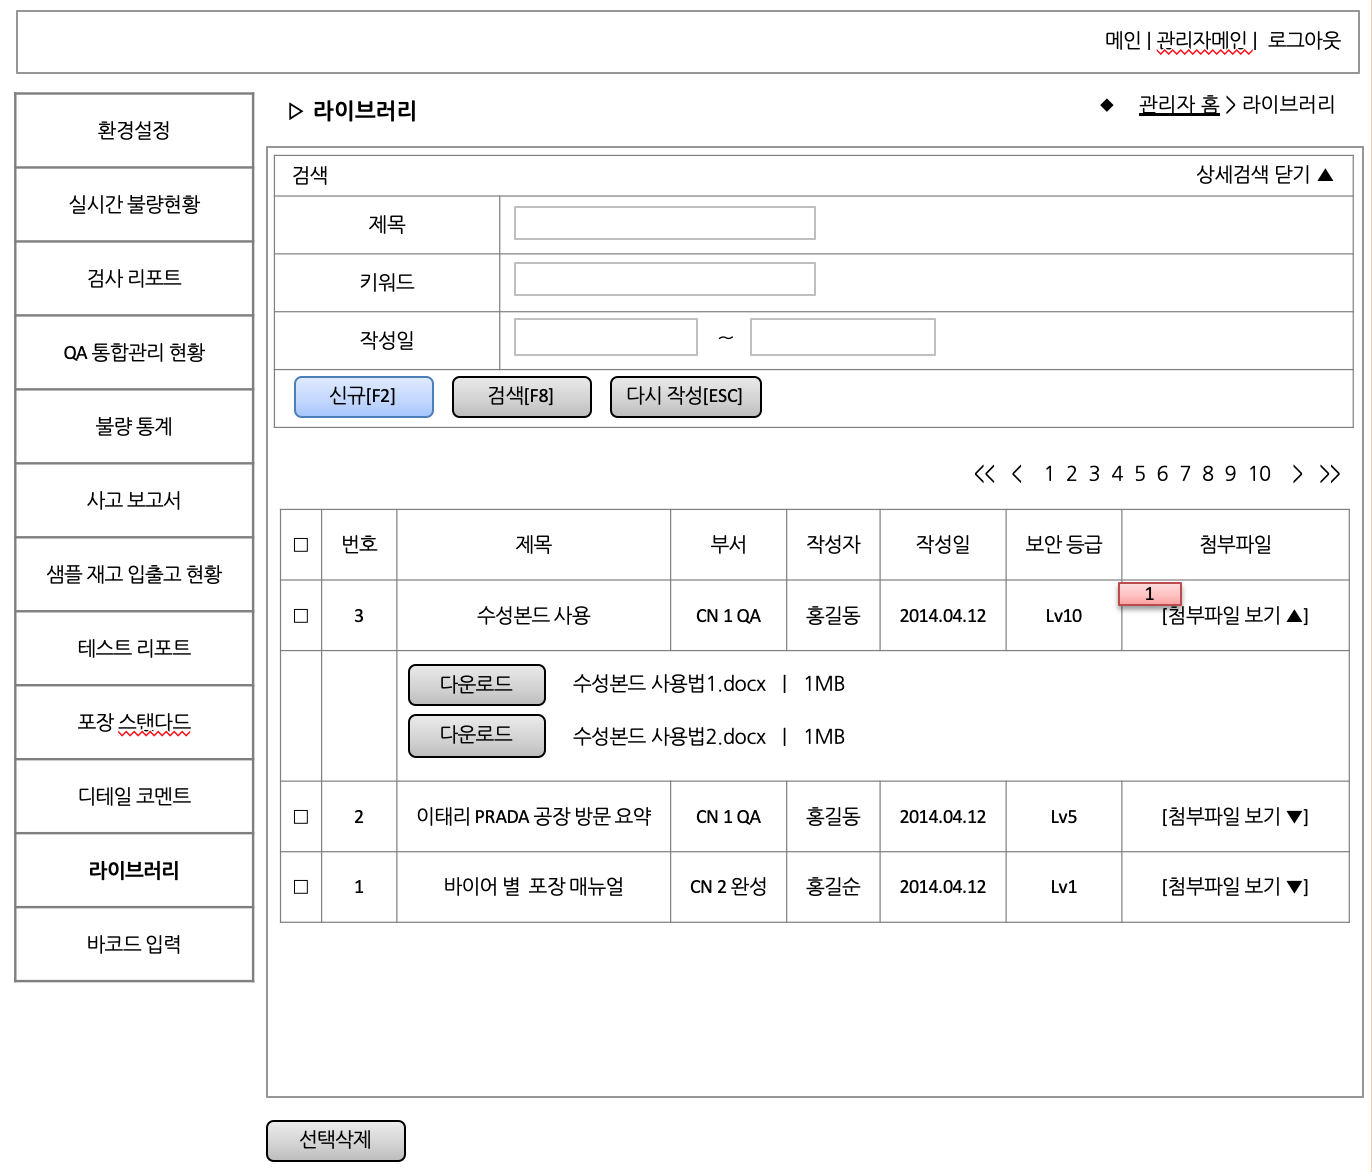 메인 | 관리자메인 | 로그아웃
환경설정
실시간 불량현황
검사 리포트
QA 통합관리 현황
불량 통계
사고 보고서
샘플 재고 입출고 현황
테스트 리포트
포장 스탠다드
디테일 코멘트
라이브러리
바코드 입력
▷ 라이브러리
◆ 관리자 홈 > 라이브러리
검색 상세검색 닫기 ▲
제목
키워드
작성일 ~
신규[F2] 검색[F8] 다시 작성[ESC]
<< < 1 2 3 4 5 6 7 8 9 10 > >>
□ 번호 제목 부서 작성자 작성일 보안 등급 첨부파일
1
□ 3 수성본드 사용 CN 1 QA 홍길동 2014.04.12 Lv10 [첨부파일 보기 ▲]
다운로드 수성본드 사용법1.docx | 1MB
다운로드 수성본드 사용법2.docx | 1MB
□ 2 이태리 PRADA 공장 방문 요약 CN 1 QA 홍길동 2014.04.12 Lv5 [첨부파일 보기 ▼]
□ 1 바이어 별 포장 매뉴얼 CN 2 완성 홍길순 2014.04.12 Lv1 [첨부파일 보기 ▼]
선택삭제